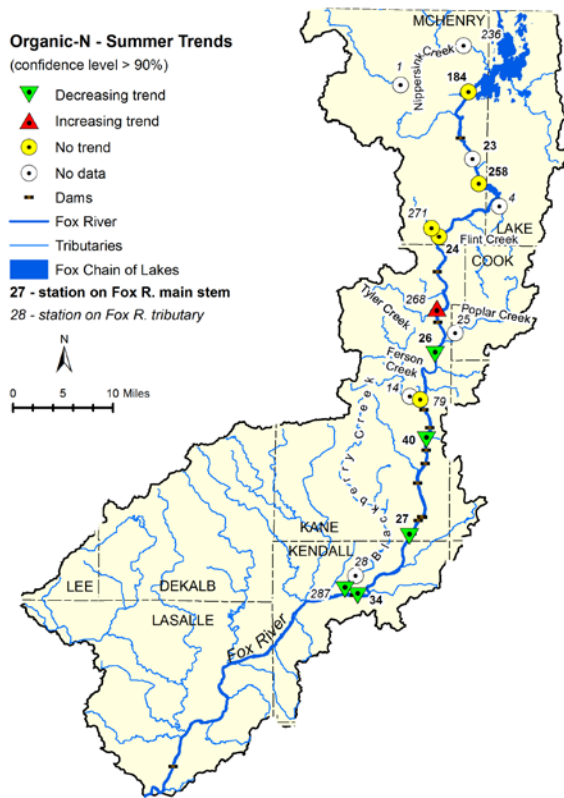 Organic-N - Summer Trends
(confidence level > 90%)
Decreasing trend
Increasing trend
No trend
No data
Dams
Fox River
Tributaries
Fox Chain of Lakes
27 - station on Fox R. main stem
28 - station on Fox R. tributary
N
0 5 10 Miles
MCHENRY
236
1
Nippersink Creek
184
23
258
4
271
LAKE
24
Flint Creek
COOK
268
Tyler Creek
Poplar Creek
25
26
Ferson Creek
14
79
40
Blackberry Creek
27
KANE
KENDALL
28
LEE
DEKALB
287
34
LASALLE
Fox River